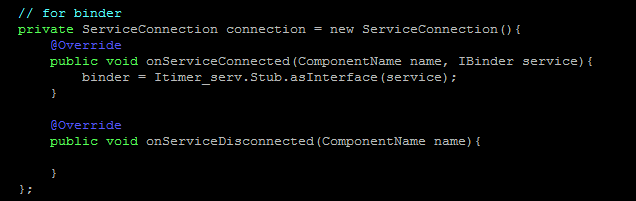 // for binder
private ServiceConnection connection = new ServiceConnection(){
@Override
public void onServiceConnected(ComponentName name, IBinder service){
binder = Itimer_serv.Stub.asInterface(service);
}
@Override
public void onServiceDisconnected(ComponentName name){
}
};